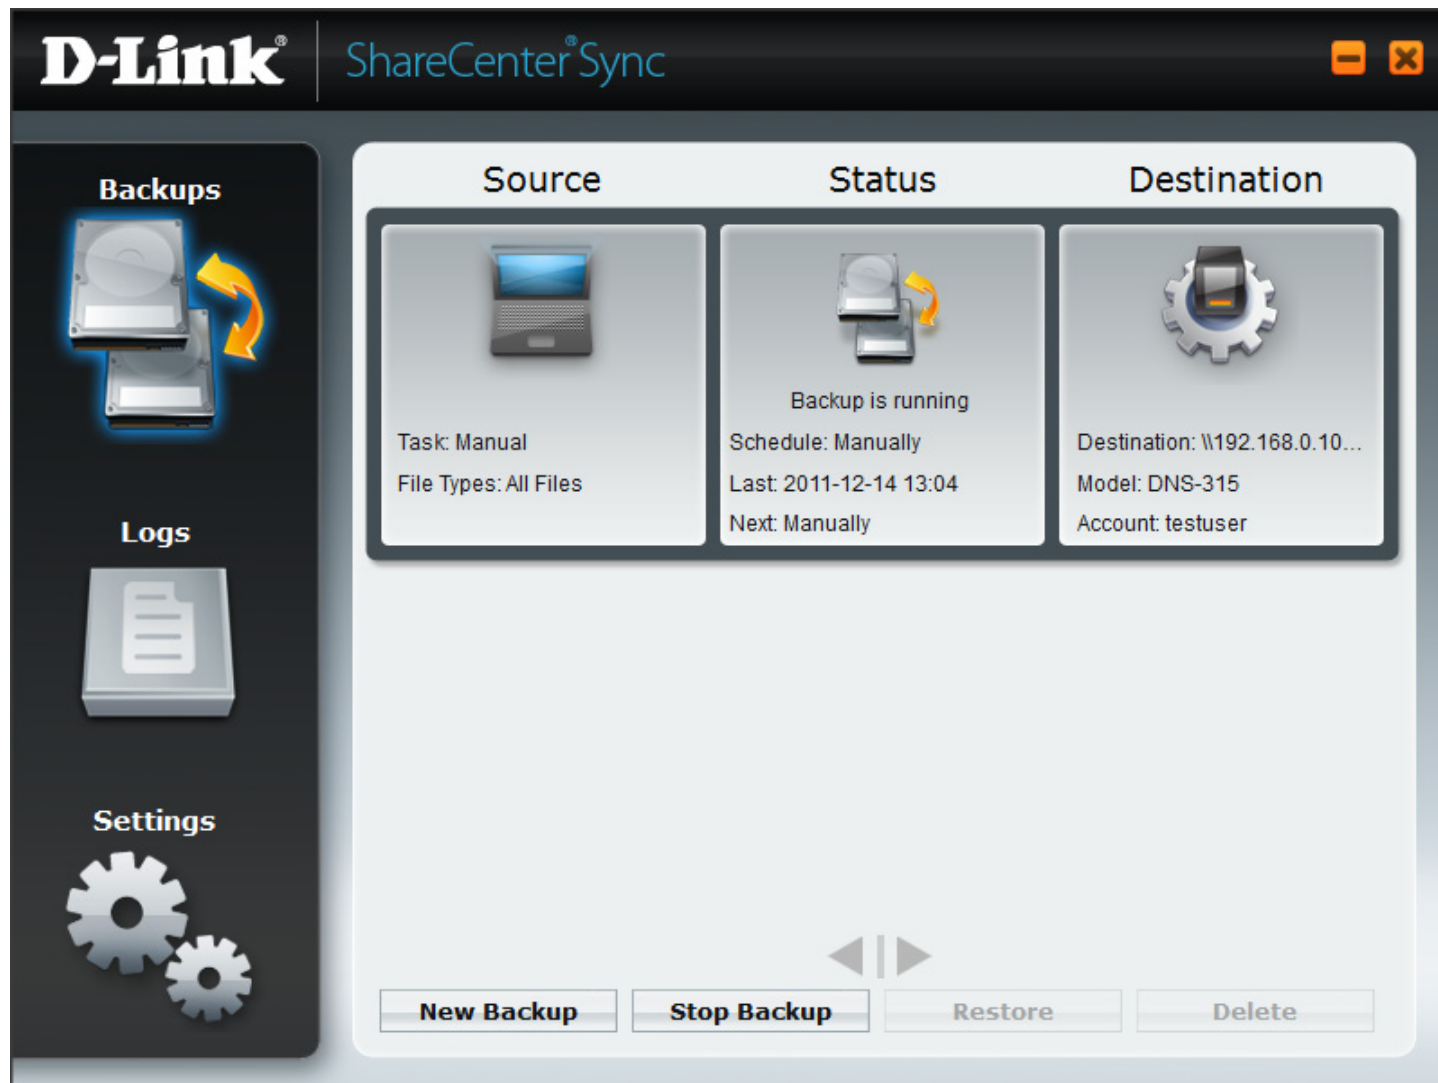 D-Link®
ShareCenter®Sync
Backups
Logs
Settings
Source
Status
Destination
Task: Manual
File Types: All Files
Backup is running
Schedule: Manually
Last: 2011-12-14 13:04
Next: Manually
Destination: \\192.168.0.10...
Model: DNS-315
Account: testuser
New Backup
Stop Backup
Restore
Delete